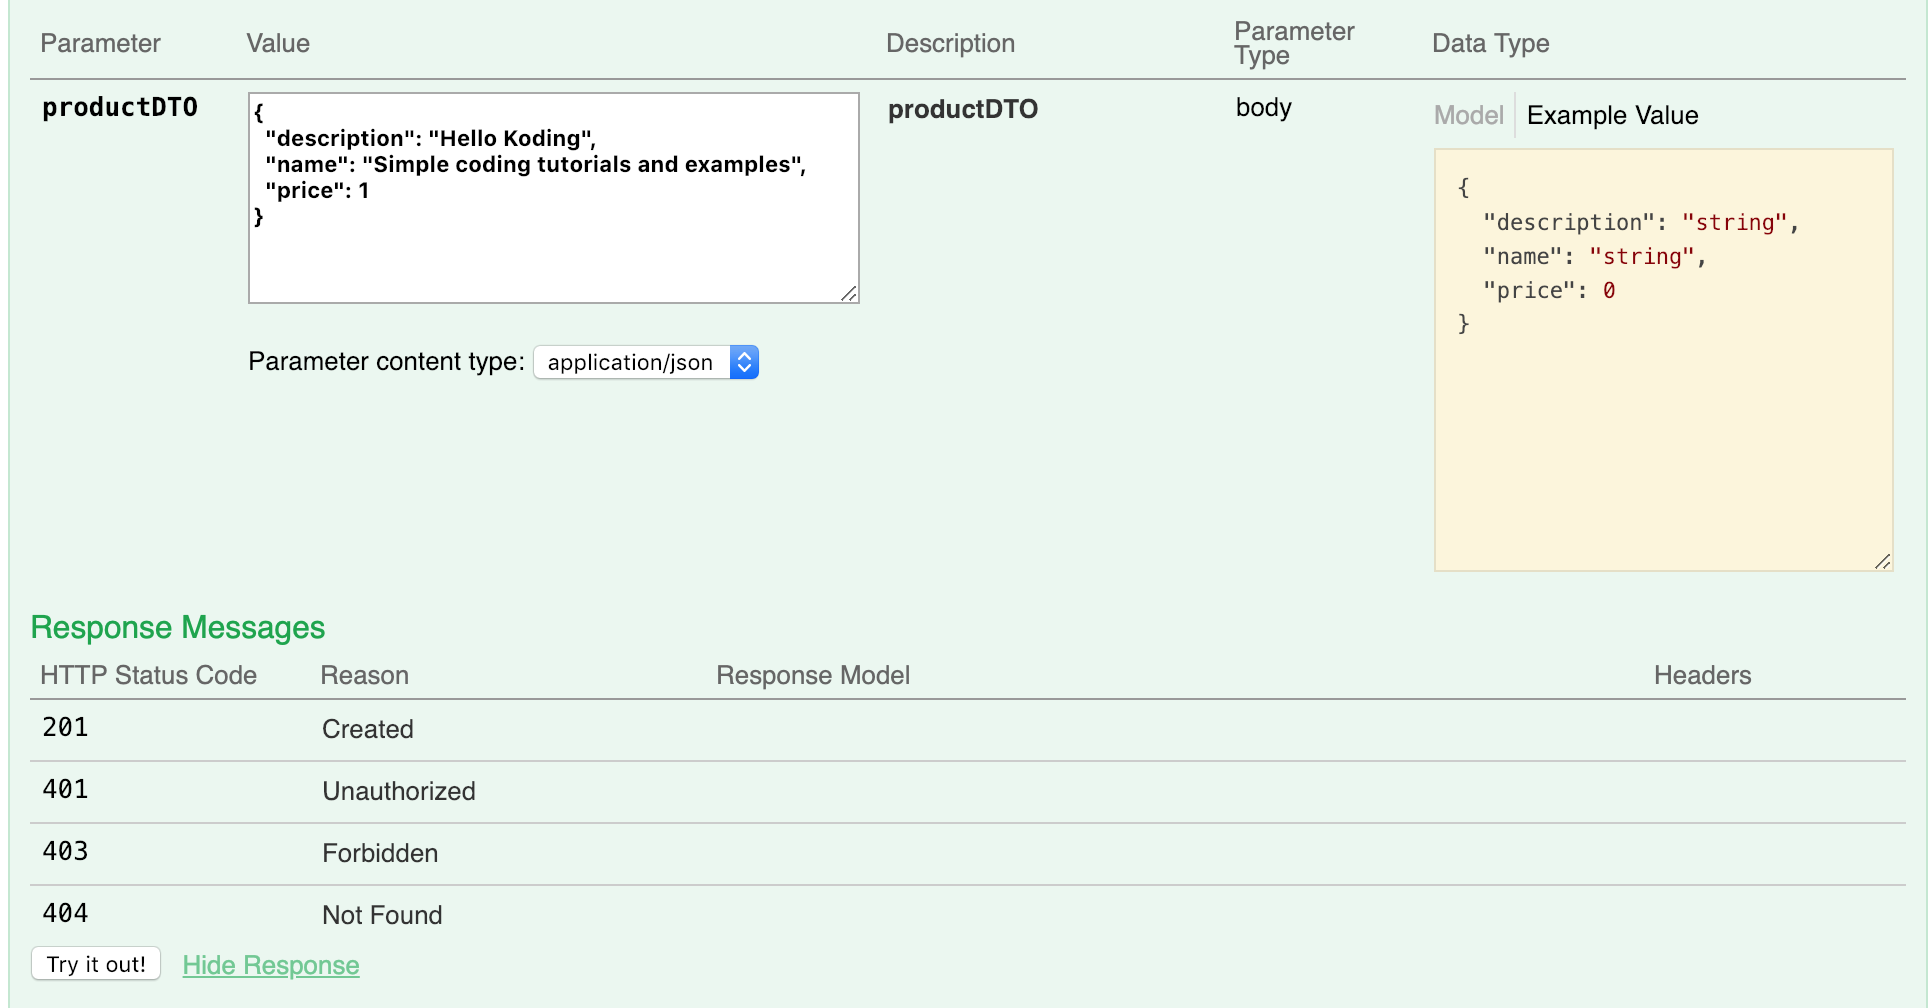 Parameter Value Description Parameter Type Data Type
productDTO
{
"description": "Hello Koding",
"name": "Simple coding tutorials and examples",
"price": 1
}
Parameter content type: application/json
productDTO
body
Model Example Value
{
"description": "string",
"name": "string",
"price": 0
}
Response Messages
HTTP Status Code Reason Response Model Headers
201 Created
401 Unauthorized
403 Forbidden
404 Not Found
Try it out! Hide Response